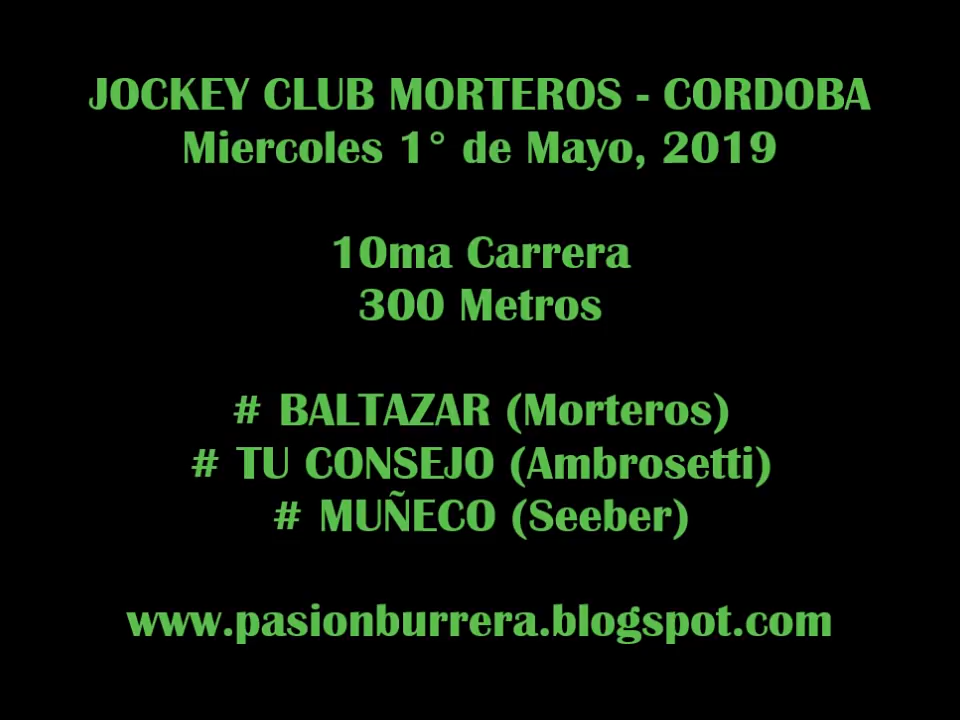 JOCKEY CLUB MORTEROS - CORDOBA
Miercoles 1° de Mayo, 2019
10ma Carrera
300 Metros
# BALTAZAR (Morteros)
# TU CONSEJO (Ambrosetti)
# MUÑECO (Seeber)
www.pasionburrera.blogspot.com